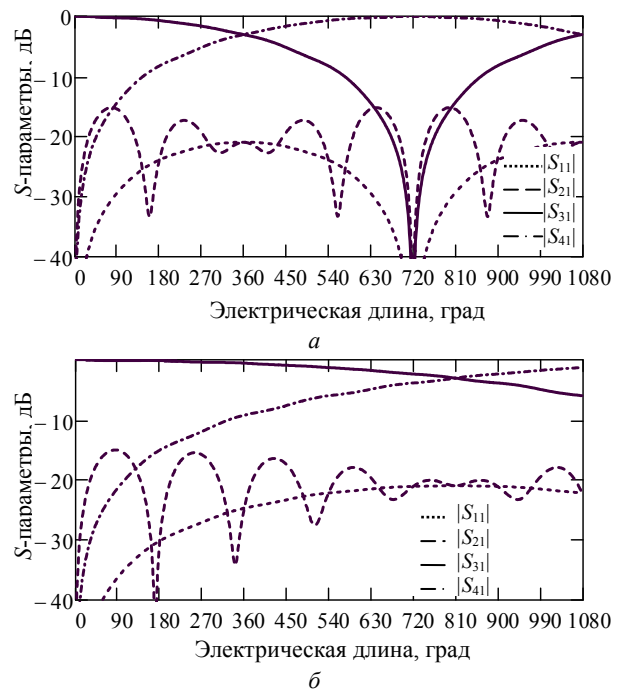 0
– 10
– 20
– 30
– 40
S-параметры. дБ
|S11|
|S21|
|S31|
|S41|
0 90 180 270 360 450 540 630 720 810 900 990 1080
Электрическая длина, град
а
– 10
– 20
– 30
– 40
S-параметры. дБ
|S11|
|S21|
|S31|
|S41|
0 90 180 270 360 450 540 630 720 810 900 990 1080
Электрическая длина, град
б